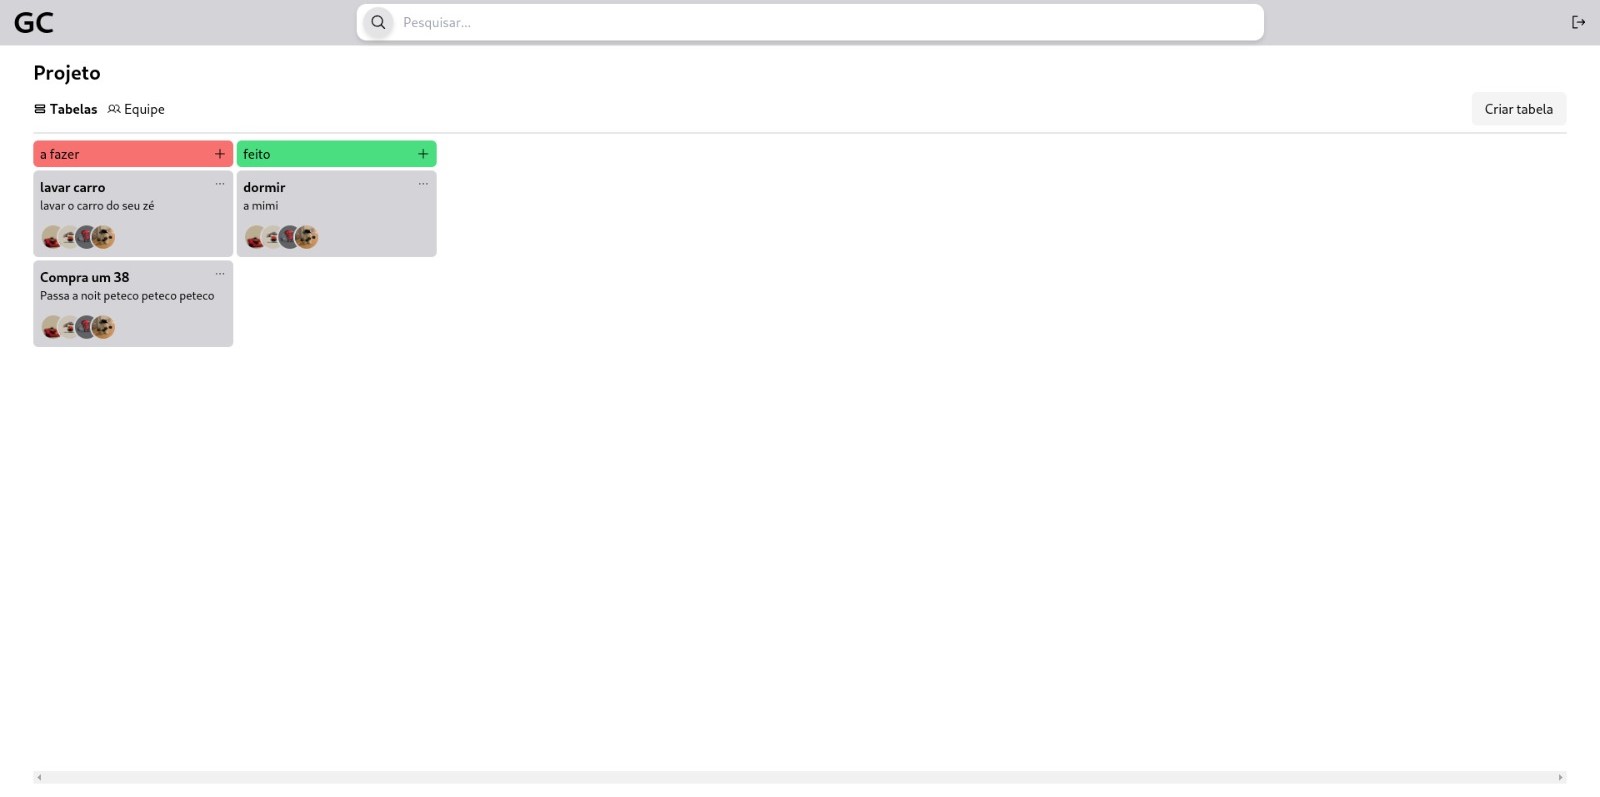 GC
Pesquisar...
Projeto
Tabelas
Equipe
Criar tabela
a fazer
feito
lavar carro
lavar o carro do seu zé
dormir
a mimi
Compra um 38
Passa a noit peteco peteco peteco